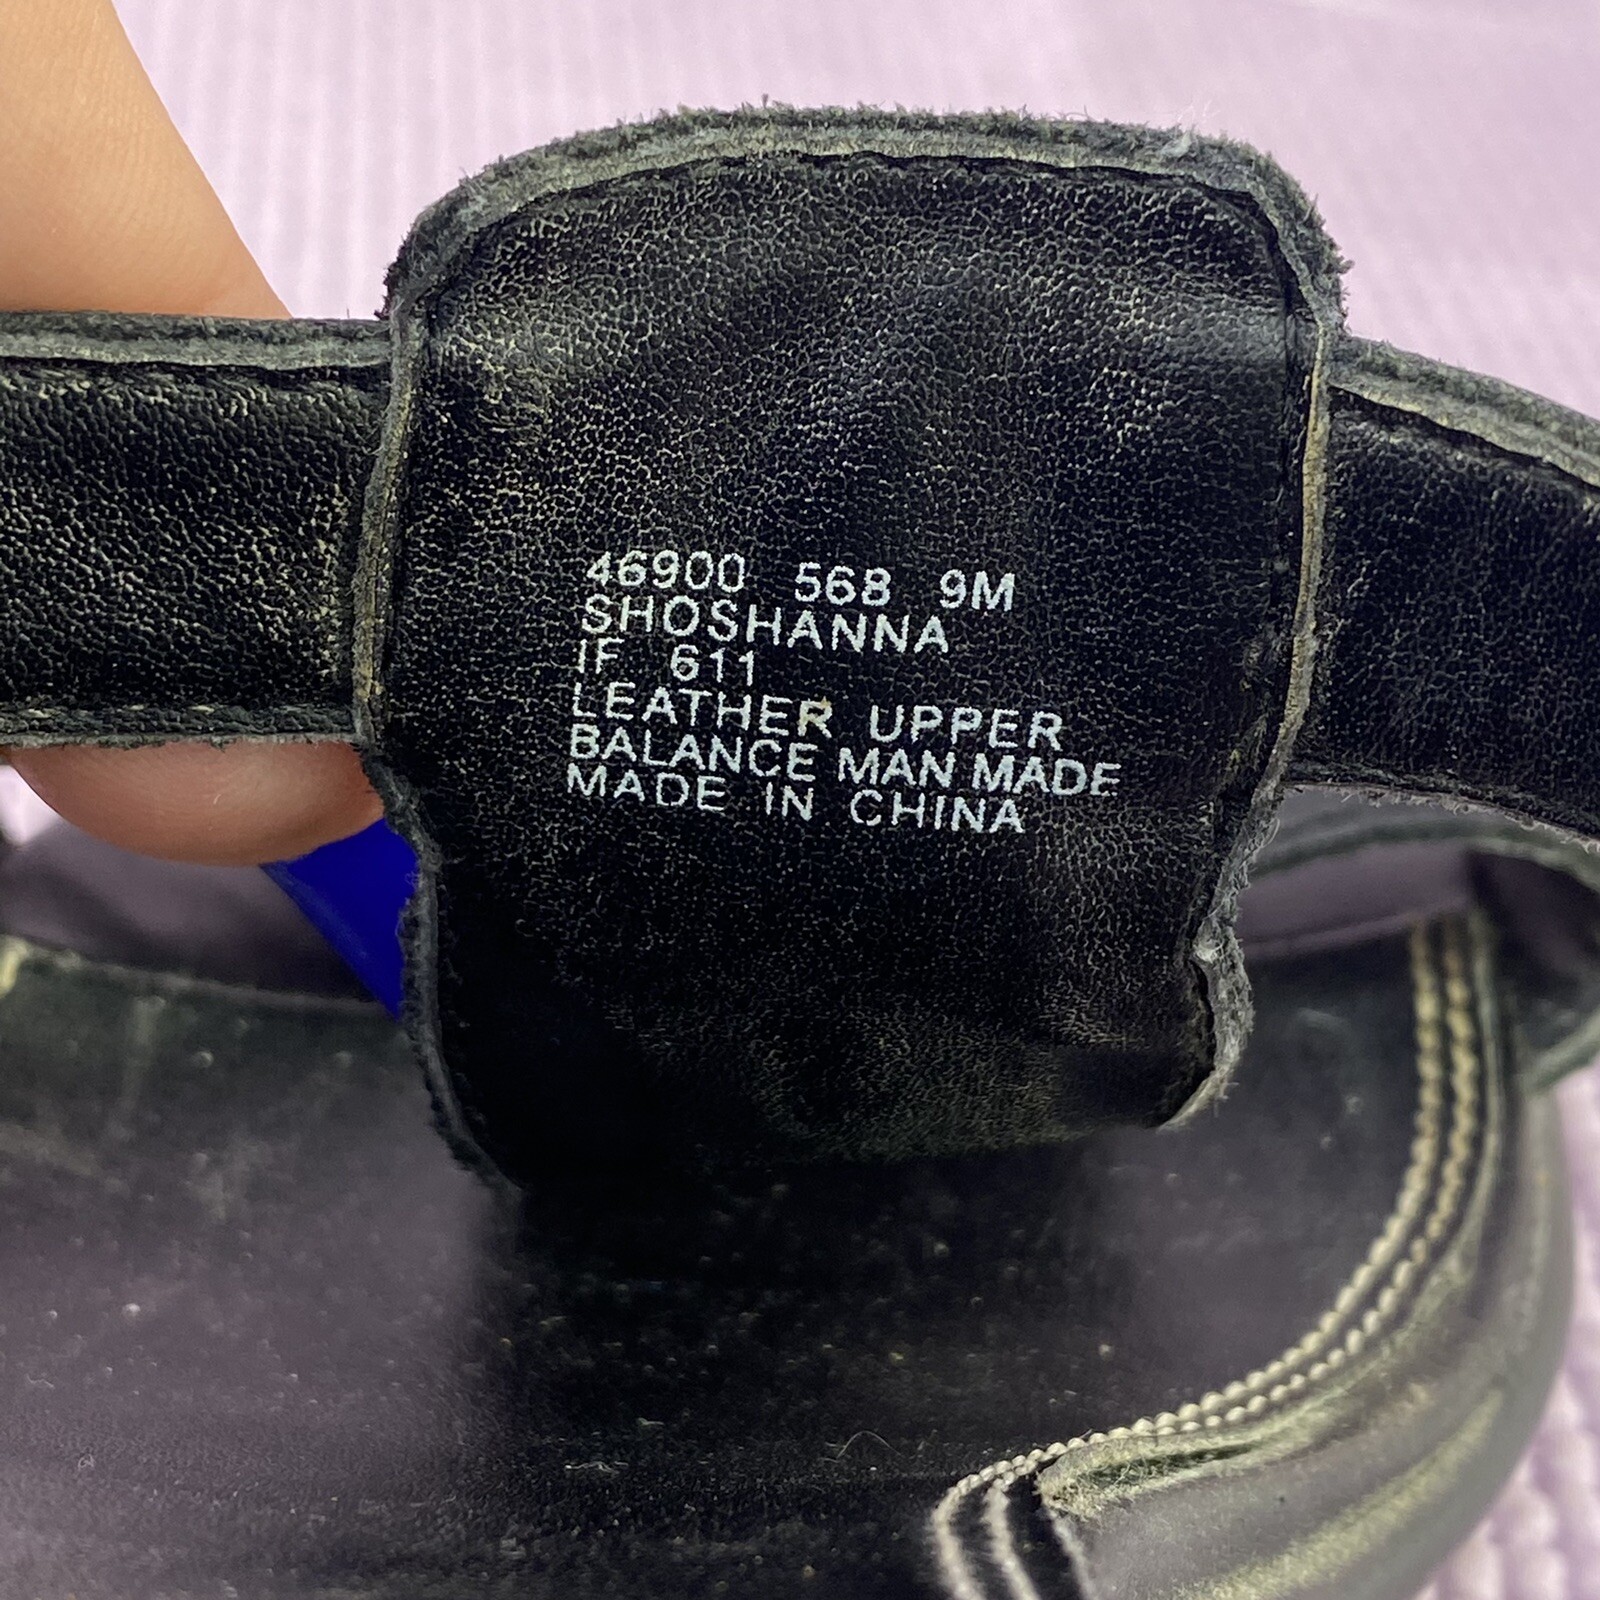 46900 568 9M
SHOSHANNA
IF 611
LEATHER UPPER
BALANCE MAN MADE
MADE IN CHINA